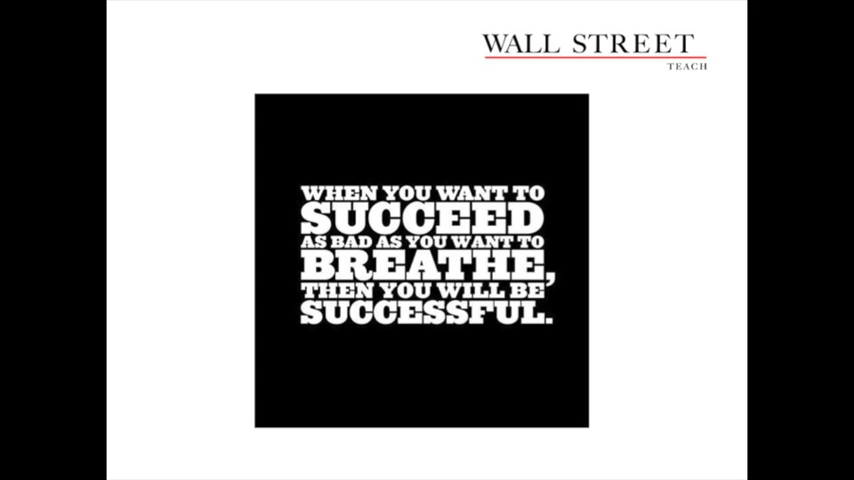 WALL STREET
TEACH
WHEN YOU WANT TO
SUCCEED
AS BAD AS YOU WANT TO
BREATHE,
THEN YOU WILL BE
SUCCESSFUL.